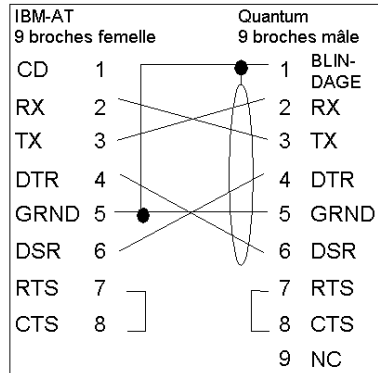 IBM-AT Quantum
9 broches femelle 9 broches mâle
CD 1 1 BLIN-
DAGE
RX 2 2 RX
TX 3 3 TX
DTR 4 4 DTR
GRND 5 5 GRND
DSR 6 6 DSR
RTS 7 7 RTS
CTS 8 8 CTS
9 NC